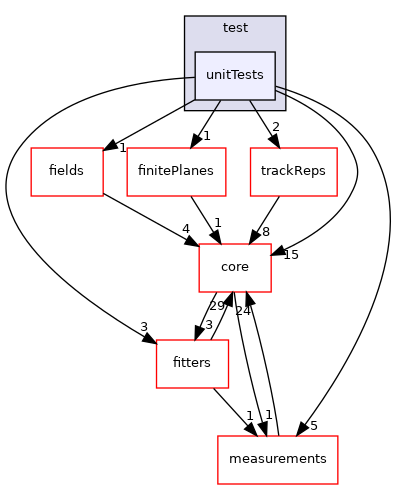 test
unitTests
1
1
2
fields
finitePlanes
trackReps
4
1
8
core
15
29
24
3
3
fitters
1
1
5
measurements